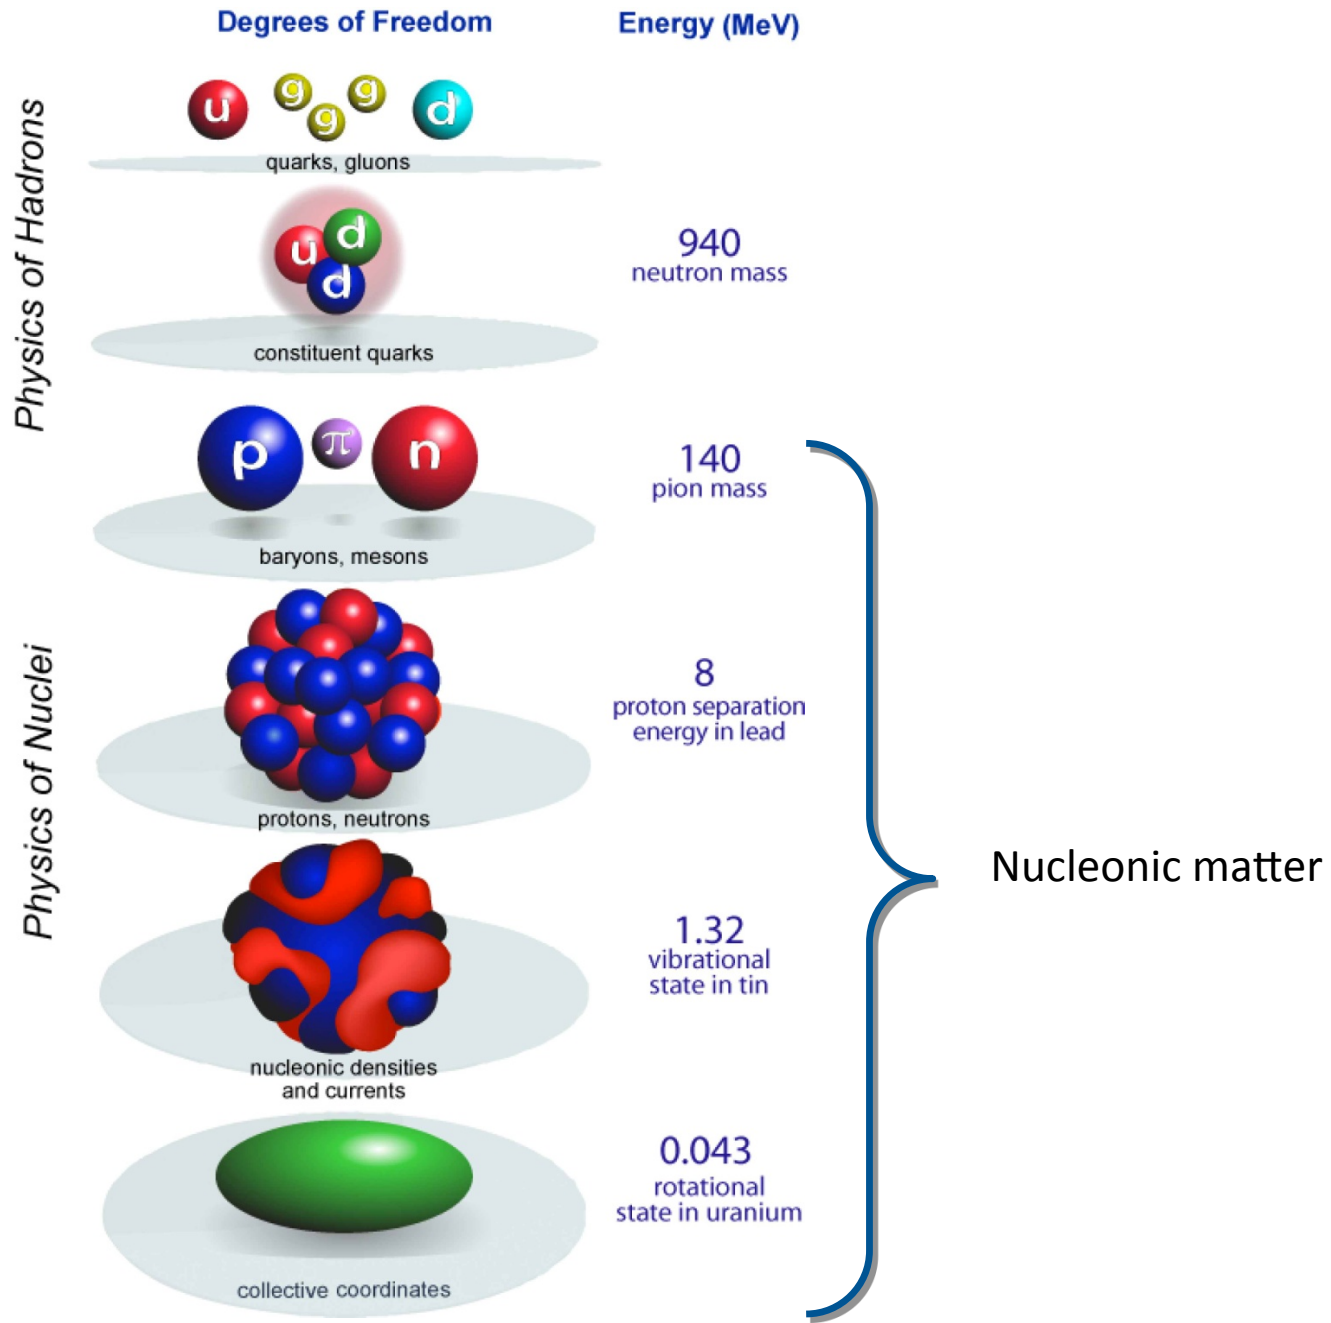 Degrees of Freedom
Energy (MeV)
Physics of Hadrons
u
g
g
g
d
quarks, gluons
u
d
d
constituent quarks
940
neutron mass
p
π
n
baryons, mesons
140
pion mass
Physics of Nuclei
protons, neutrons
8
proton separation
energy in lead
nucleonic densities
and currents
1.32
vibrational
state in tin
collective coordinates
0.043
rotational
state in uranium
Nucleonic matter